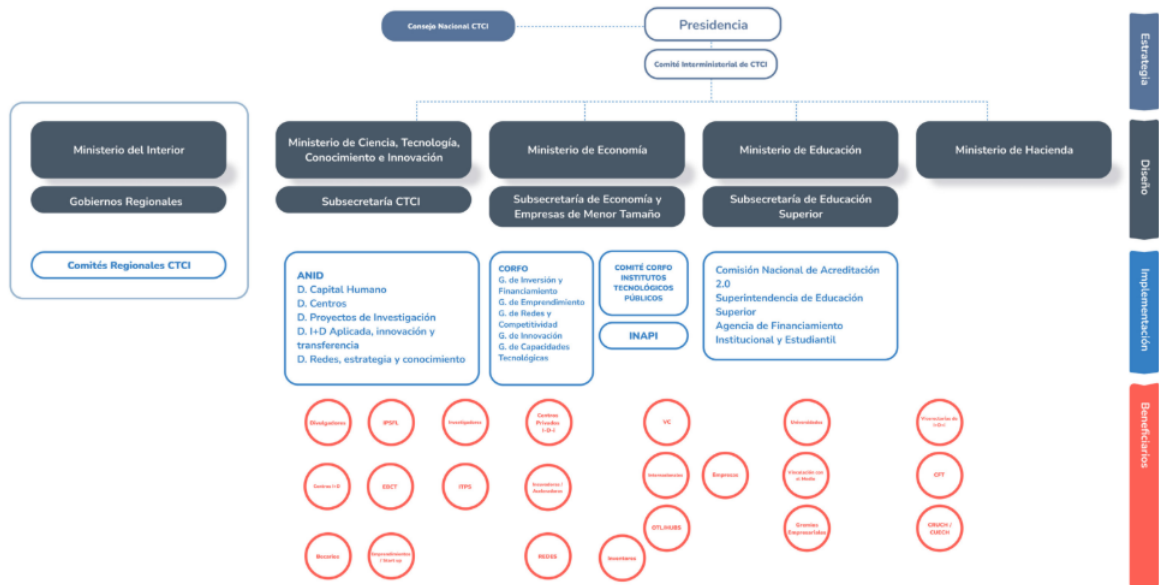 Consejo Nacional CTCI
Presidencia
Comité Interministerial de CTCI
Estrategia
Ministerio del Interior
Ministerio de Ciencia, Tecnología,
Conocimiento e Innovación
Ministerio de Economía
Ministerio de Educación
Ministerio de Hacienda
Diseño
Gobiernos Regionales
Subsecretaría CTCI
Subsecretaría de Economía y
Empresas de Menor Tamaño
Subsecretaría de Educación
Superior
Comités Regionales CTCI
ANID
D. Capital Humano
D. Centros
D. Proyectos de Investigación
D. I+D Aplicada, innovación y
transferencia
D. Redes, estrategia y conocimiento
CORFO
G. de Inversión y
Financiamiento
G. de Emprendimiento
G. de Redes y
Competitividad
G. de Innovación
G. de Capacidades
Tecnológicas
COMITÉ CORFO
INSTITUTOS
TECNOLÓGICOS
PÚBLICOS
INAPI
Comisión Nacional de Acreditación
2.0
Superintendencia de Educación
Superior
Agencia de Financiamiento
Institucional y Estudiantil
Implementación
Beneficiarios
Divulgadores
IPSFL
Investigadores
Centros
Privados
I+D+i
VC
Universidades
Vicerrectorías de
I+D+i
Centros I+D
EBCT
ITPS
Innovadores /
Intermediarios
Empresas
Vinculación con
el Medio
CFT
Becarios
Emprendimientos
/ Start-up
REDES
Inventores
OTL/HUBS
Gremios
Empresariales
CRUCH /
CUECH